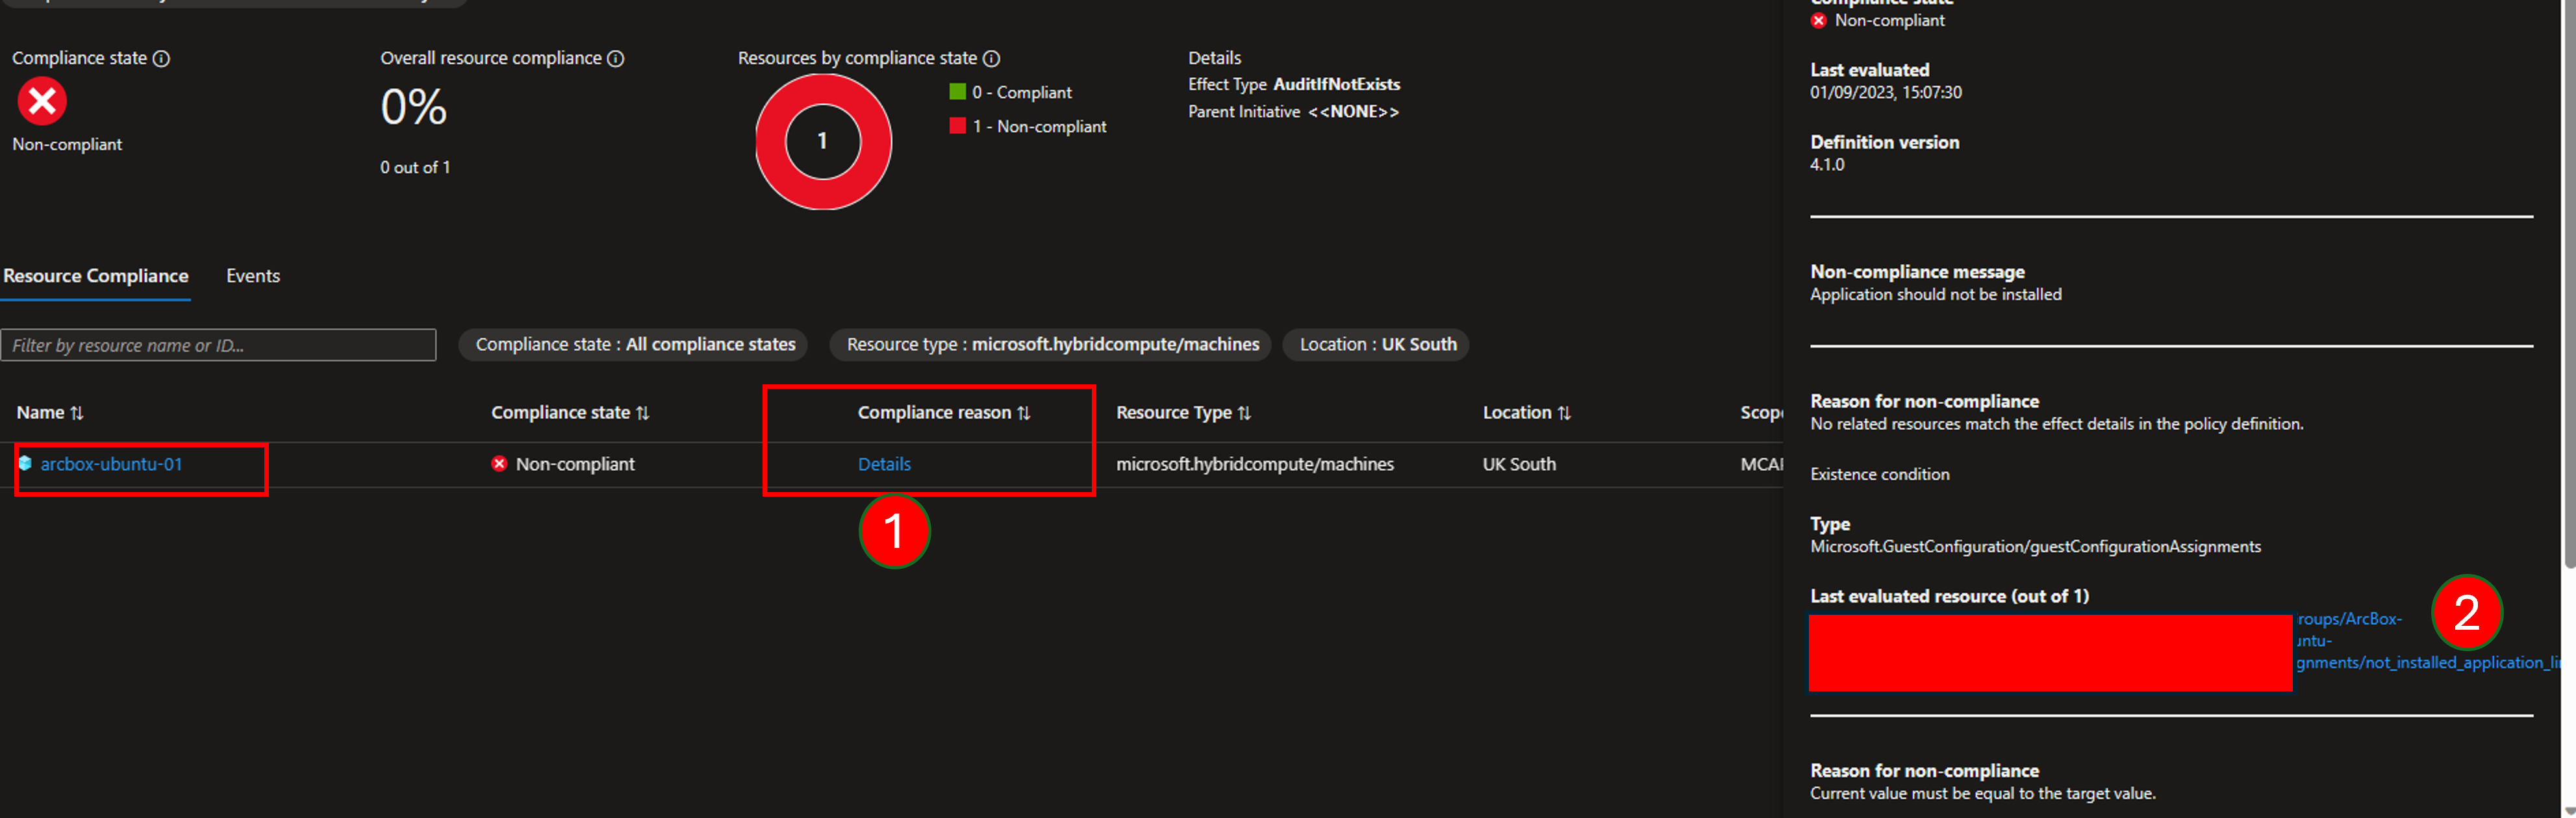 Compliance state
Non-compliant
Overall resource compliance
0%
0 out of 1
Resources by compliance state
1
0 - Compliant
1 - Non-compliant
Details
Effect Type AuditIfNotExists
Parent Initiative <<NONE>>
Resource Compliance
Events
Filter by resource name or ID...
Compliance state : All compliance states
Resource type : microsoft.hybridcompute/machines
Location : UK South
Name
Compliance state
Compliance reason
Resource Type
Location
Scope
arcbox-ubuntu-01
Non-compliant
Details
microsoft.hybridcompute/machines
UK South
1
Compliance state
Non-compliant
Last evaluated
01/09/2023, 15:07:30
Definition version
4.1.0
Non-compliance message
Application should not be installed
Reason for non-compliance
No related resources match the effect details in the policy definition.
Existence condition
Type
Microsoft.GuestConfiguration/guestConfigurationAssignments
Last evaluated resource (out of 1)
roups/ArcBox-
untu-
gnments/not_installed_application_li
2
Reason for non-compliance
Current value must be equal to the target value.